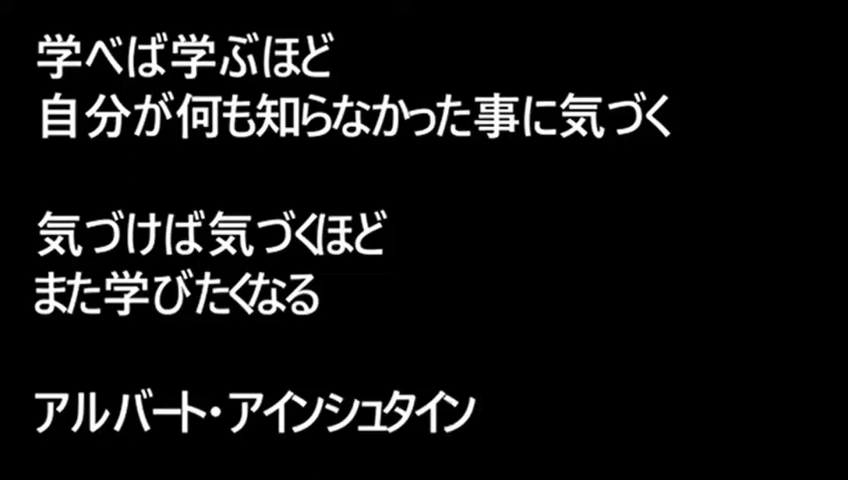 学べば学ぶほど
自分が何も知らなかった事に気づく
気づけば気づくほど
また学びたくなる
アルバート・アインシュタイン